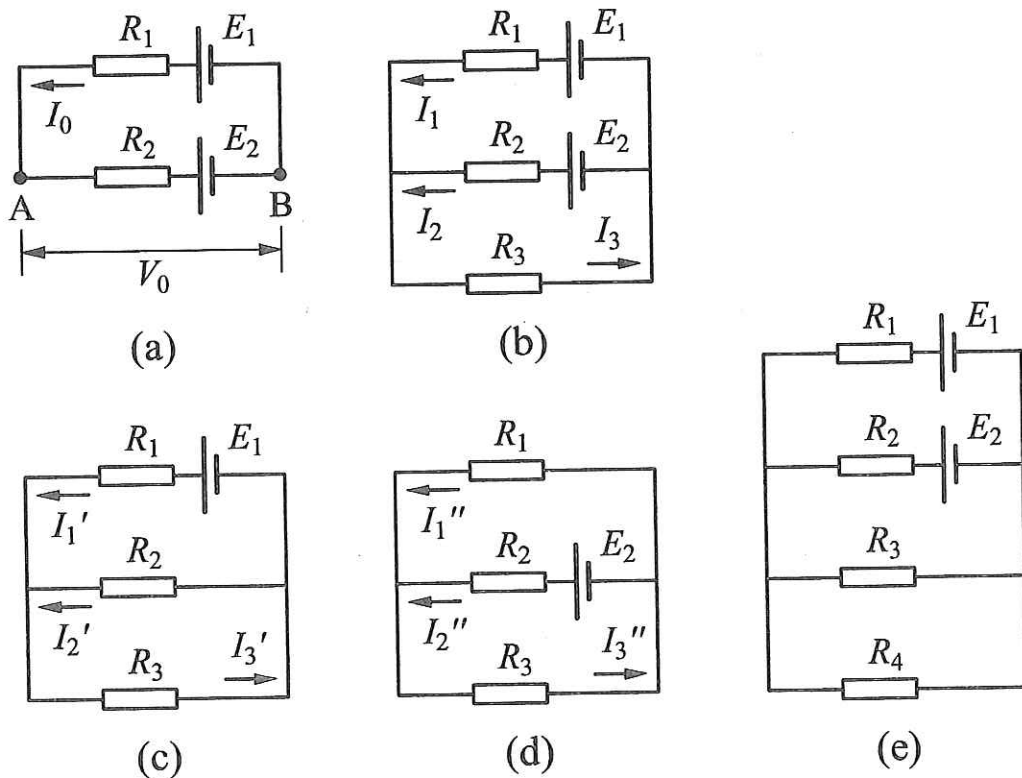 R₁ E₁
I₀
R₂ E₂
A B
V₀
(a)
R₁ E₁
I₁
R₂ E₂
I₂ I₃
R₃
(b)
R₁ E₁
I₁′
R₂
I₂′ I₃′
R₃
(c)
R₁
I₁″
R₂ E₂
I₂″ I₃″
R₃
(d)
R₁ E₁
R₂ E₂
R₃
R₄
(e)